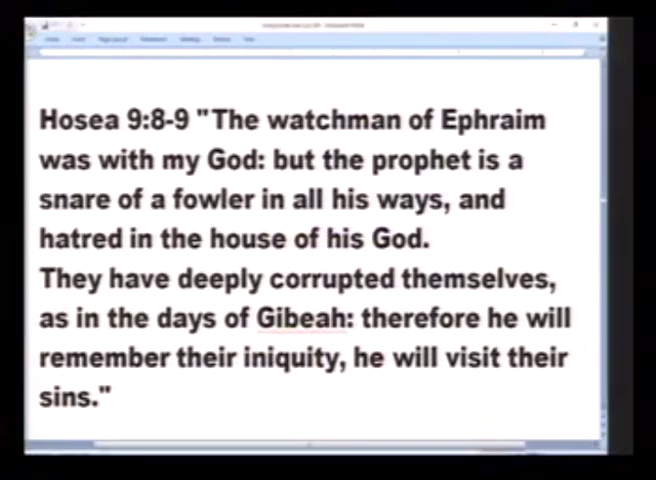 Hosea 9:8-9 "The watchman of Ephraim
was with my God: but the prophet is a
snare of a fowler in all his ways, and
hatred in the house of his God.
They have deeply corrupted themselves,
as in the days of Gibeah: therefore he will
remember their iniquity, he will visit their
sins."